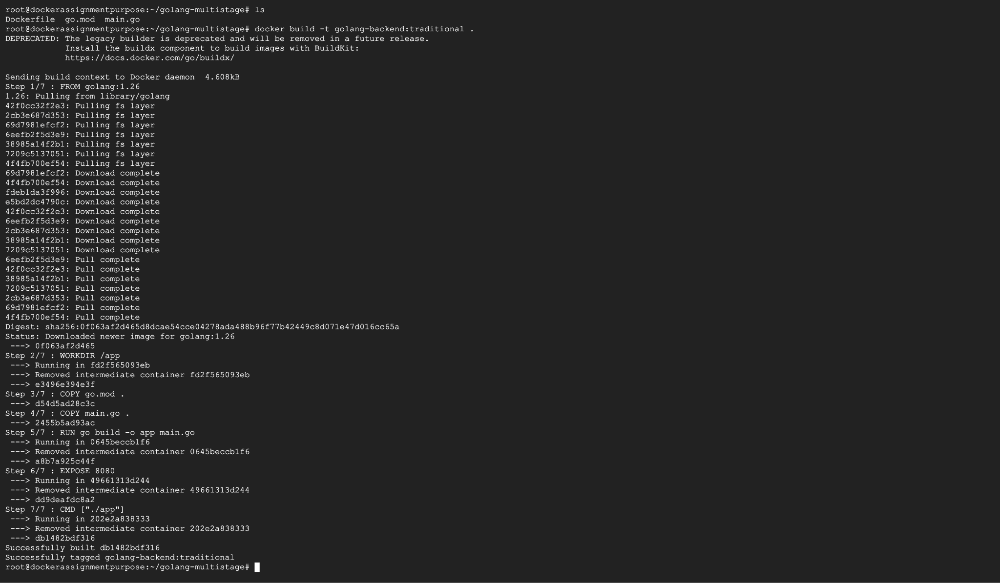 root@dockerassignmentpurpose:~/golang-multistage# ls
Dockerfile  go.mod  main.go
root@dockerassignmentpurpose:~/golang-multistage# docker build -t golang-backend:traditional .
DEPRECATED: The legacy builder is deprecated and will be removed in a future release.
            Install the buildx component to build images with BuildKit:
            https://docs.docker.com/go/buildx/

Sending build context to Docker daemon  4.608kB
Step 1/7 : FROM golang:1.26
1.26: Pulling from library/golang
42f0cc32f2e3: Pulling fs layer
2cb3e687d353: Pulling fs layer
69d7981efcf2: Pulling fs layer
6eefb2f5d3e9: Pulling fs layer
38985a14f2b1: Pulling fs layer
7209c5137051: Pulling fs layer
4f4fb700ef54: Pulling fs layer
69d7981efcf2: Download complete
4f4fb700ef54: Download complete
fdeb1da3f996: Download complete
e5bd2dc4790c: Download complete
42f0cc32f2e3: Download complete
6eefb2f5d3e9: Download complete
2cb3e687d353: Download complete
38985a14f2b1: Download complete
7209c5137051: Download complete
6eefb2f5d3e9: Pull complete
42f0cc32f2e3: Pull complete
38985a14f2b1: Pull complete
7209c5137051: Pull complete
2cb3e687d353: Pull complete
69d7981efcf2: Pull complete
4f4fb700ef54: Pull complete
Digest: sha256:0f063af2d465d8dcae54cce04278ada488b96f77b42449c8d071e47d016cc65a
Status: Downloaded newer image for golang:1.26
 ---> 0f063af2d465
Step 2/7 : WORKDIR /app
 ---> Running in fd2f565093eb
 ---> Removed intermediate container fd2f565093eb
 ---> e3496e394e3f
Step 3/7 : COPY go.mod .
 ---> d54d5ad28c3c
Step 4/7 : COPY main.go .
 ---> 2455b5ad93ac
Step 5/7 : RUN go build -o app main.go
 ---> Running in 0645beccb1f6
 ---> Removed intermediate container 0645beccb1f6
 ---> a8b7a925c44f
Step 6/7 : EXPOSE 8080
 ---> Running in 49661313d244
 ---> Removed intermediate container 49661313d244
 ---> dd9deafdc8a2
Step 7/7 : CMD ["./app"]
 ---> Running in 202e2a838333
 ---> Removed intermediate container 202e2a838333
 ---> db1482bdf316
Successfully built db1482bdf316
Successfully tagged golang-backend:traditional
root@dockerassignmentpurpose:~/golang-multistage#